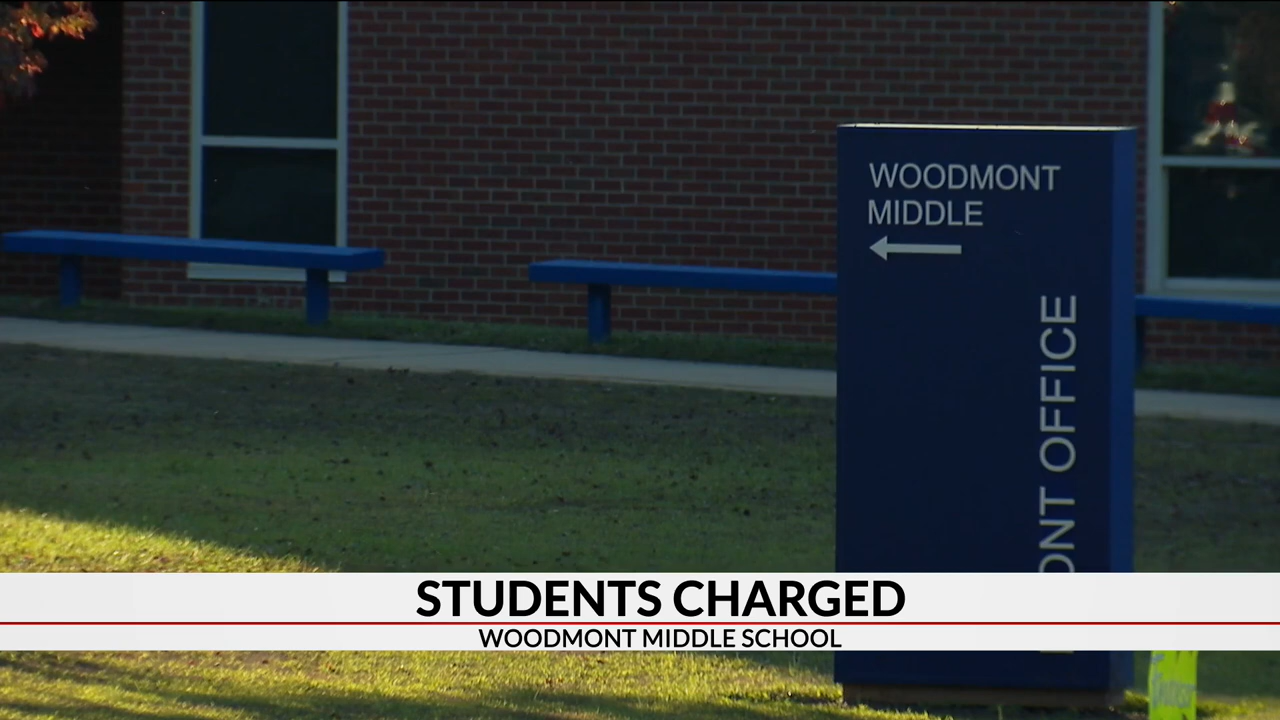 WOODMONT
MIDDLE
ONT OFFICE
STUDENTS CHARGED
WOODMONT MIDDLE SCHOOL